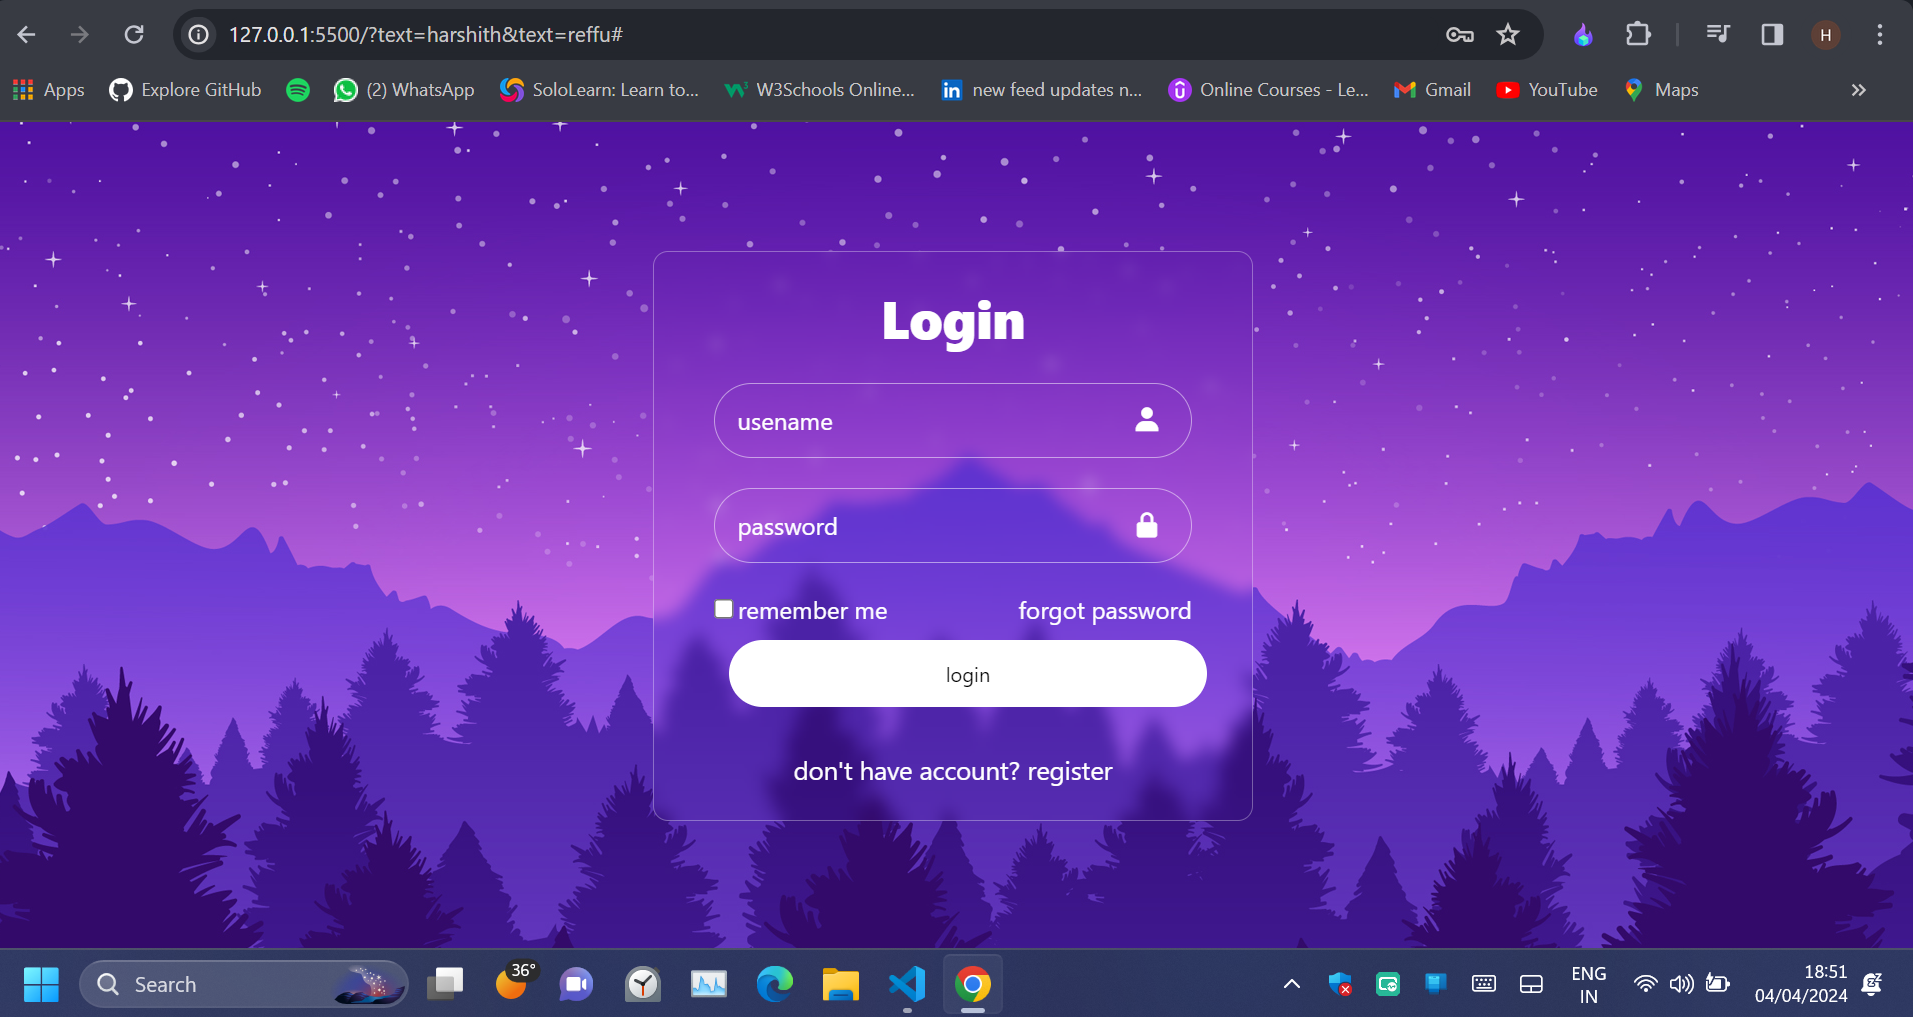 127.0.0.1:5500/?text=harshith&text=reffu#
H
Apps Explore GitHub (2) WhatsApp SoloLearn: Learn to... W3Schools Online... new feed updates n... Online Courses - Le... Gmail YouTube Maps
Login
usename
password
remember me forgot password
login
don't have account? register
Search 36° ENG 18:51
IN 04/04/2024